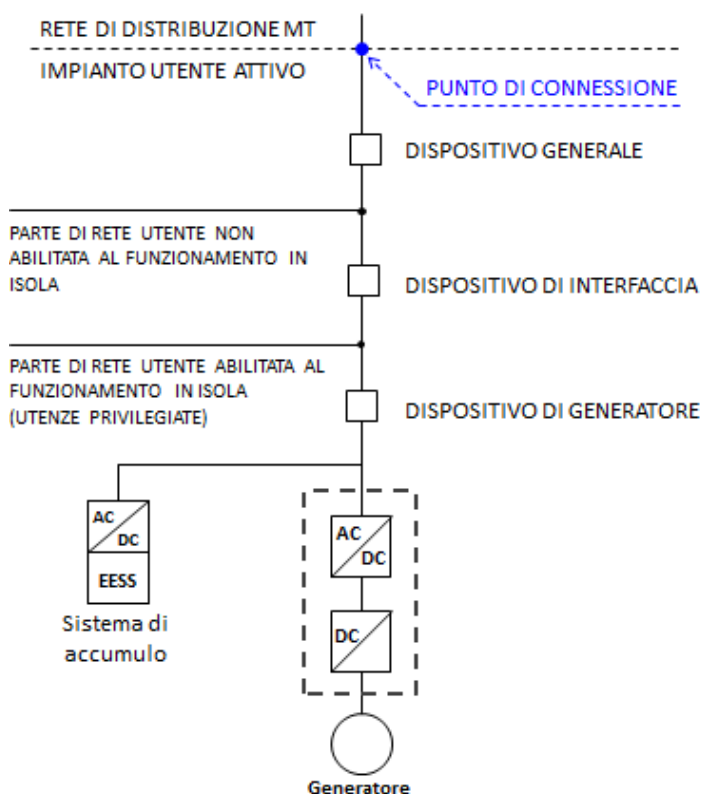 RETE DI DISTRIBUZIONE MT
IMPIANTO UTENTE ATTIVO
PUNTO DI CONNESSIONE
DISPOSITIVO GENERALE
PARTE DI RETE UTENTE NON
ABILITATA AL FUNZIONAMENTO IN
ISOLA
DISPOSITIVO DI INTERFACCIA
PARTE DI RETE UTENTE ABILITATA AL
FUNZIONAMENTO IN ISOLA
(UTENZE PRIVILEGIATE)
DISPOSITIVO DI GENERATORE
AC
DC
EESS
Sistema di
accumulo
AC
DC
DC
Generatore